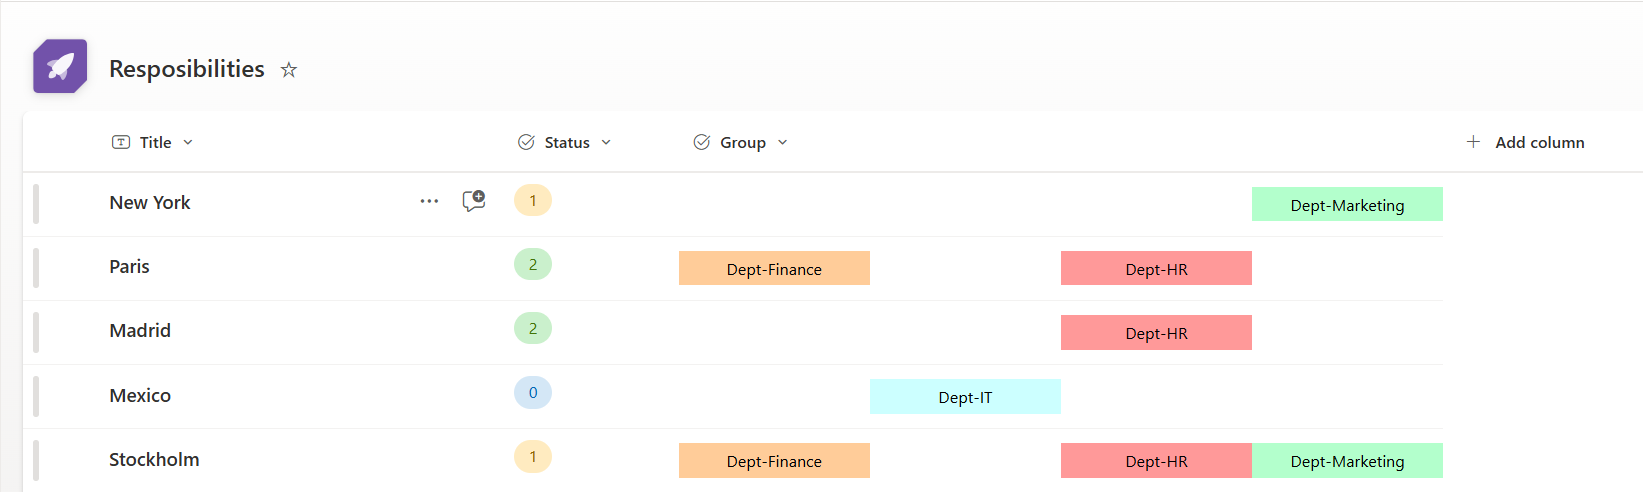 Resposibilities
Title Status Group Add column
New York 1 Dept-Marketing
Paris 2 Dept-Finance Dept-HR
Madrid 2 Dept-HR
Mexico 0 Dept-IT
Stockholm 1 Dept-Finance Dept-HR Dept-Marketing